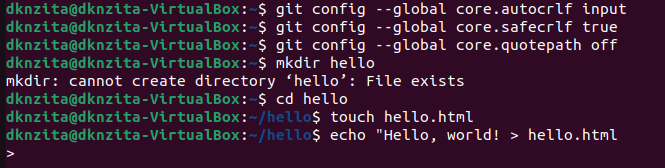 dknzita@dknzita-VirtualBox:~$ git config --global core.autocrlf input
dknzita@dknzita-VirtualBox:~$ git config --global core.safecrlf true
dknzita@dknzita-VirtualBox:~$ git config --global core.quotepath off
dknzita@dknzita-VirtualBox:~$ mkdir hello
mkdir: cannot create directory ‘hello’: File exists
dknzita@dknzita-VirtualBox:~$ cd hello
dknzita@dknzita-VirtualBox:~/hello$ touch hello.html
dknzita@dknzita-VirtualBox:~/hello$ echo "Hello, world! > hello.html
>